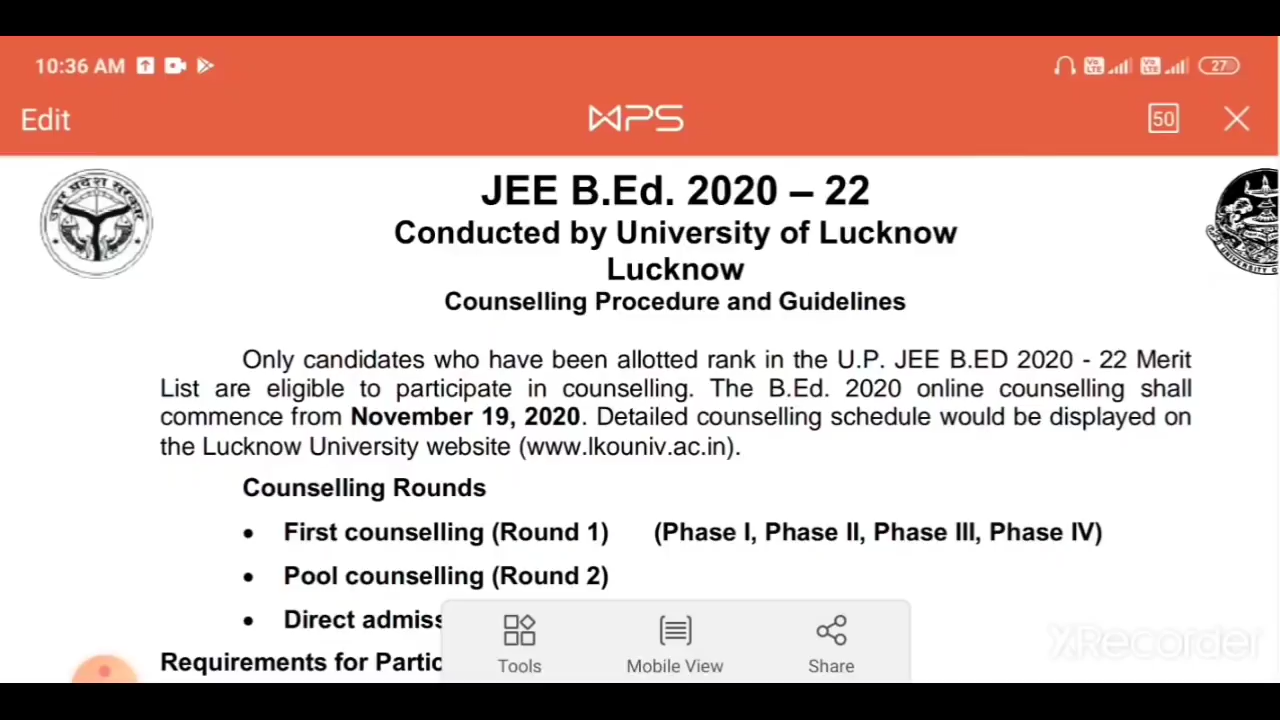 10:36 AM
27
Edit
WPS
50
उत्तर प्रदेश सरकार
JEE B.Ed. 2020 – 22
Conducted by University of Lucknow
Lucknow
Counselling Procedure and Guidelines
Only candidates who have been allotted rank in the U.P. JEE B.ED 2020 - 22 Merit
List are eligible to participate in counselling. The B.Ed. 2020 online counselling shall
commence from November 19, 2020. Detailed counselling schedule would be displayed on
the Lucknow University website (www.lkouniv.ac.in).
Counselling Rounds
• First counselling (Round 1) (Phase I, Phase II, Phase III, Phase IV)
• Pool counselling (Round 2)
• Direct admiss
Requirements for Partic
Tools
Mobile View
Share
XRecorder